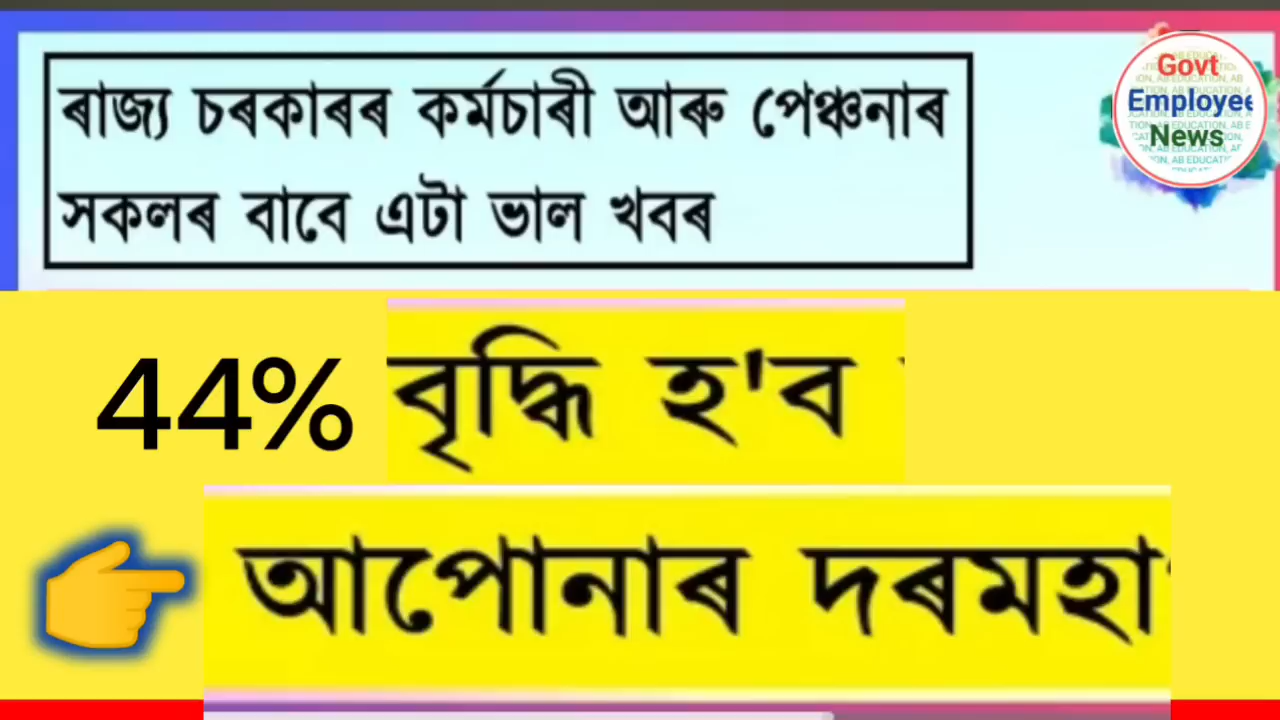 ৰাজ্য চৰকাৰৰ কৰ্মচাৰী আৰু পেঞ্চনাৰ
সকলৰ বাবে এটা ভাল খবৰ
Govt
Employee
News
44% বৃদ্ধি হ'ব
আপোনাৰ দৰমহা